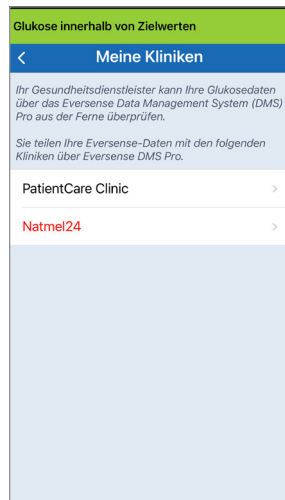 Glukose innerhalb von Zielwerten
Meine Kliniken
Ihr Gesundheitsdienstleister kann Ihre Glukosedaten
über das Eversense Data Management System (DMS)
Pro aus der Ferne überprüfen.
Sie teilen Ihre Eversense-Daten mit den folgenden
Kliniken über Eversense DMS Pro.
PatientCare Clinic
Natmel24